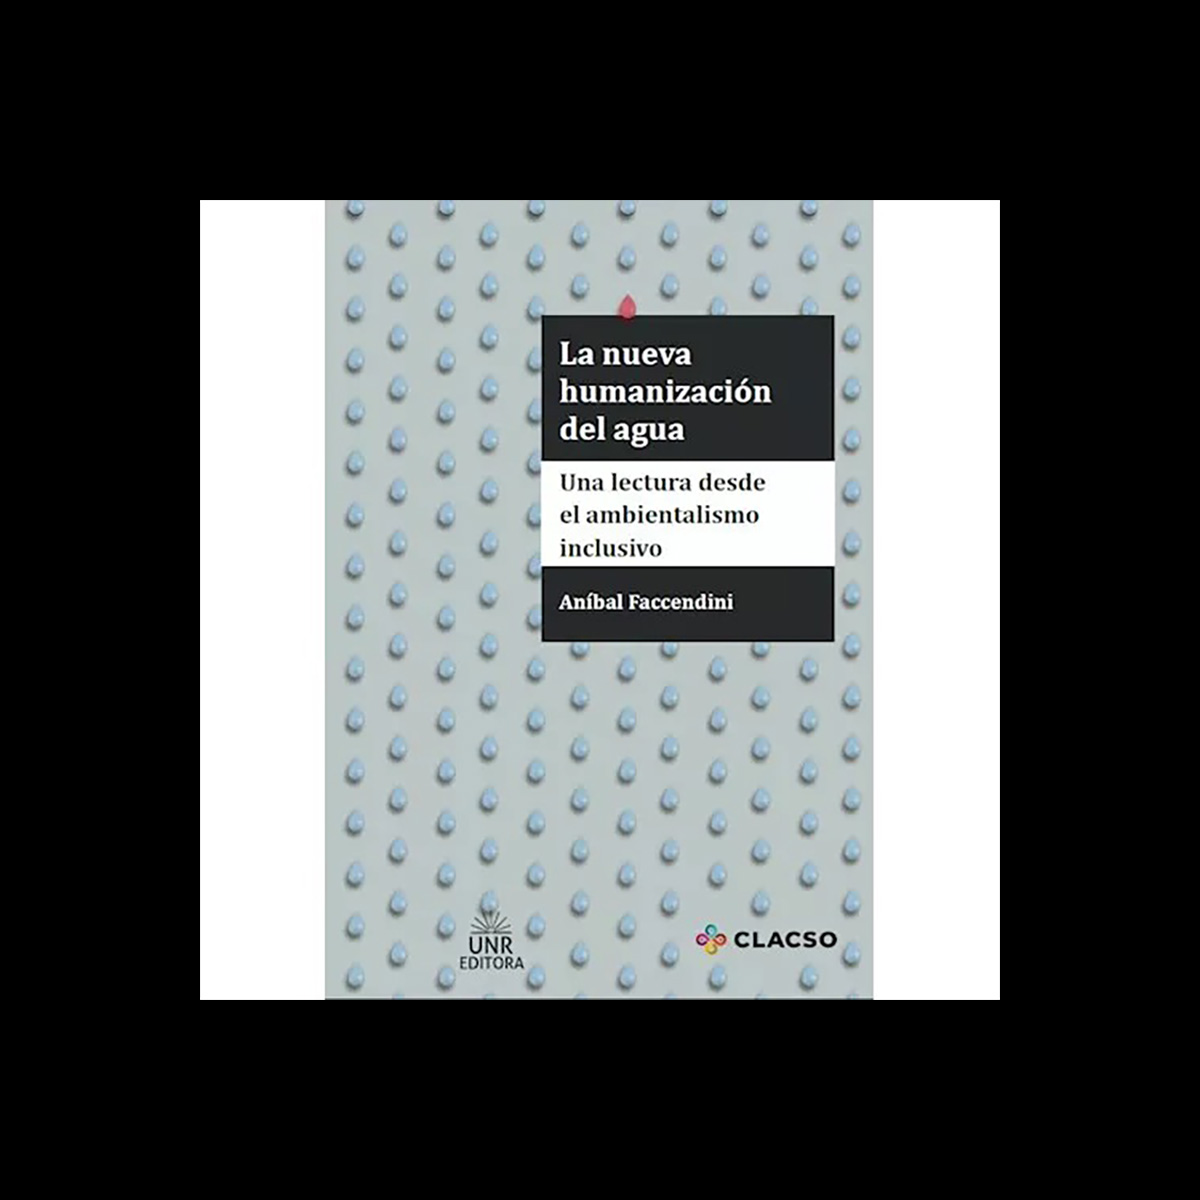 La nueva
humanización
del agua
Una lectura desde
el ambientalismo
inclusivo
Aníbal Faccendini
UNR
EDITORA
CLACSO